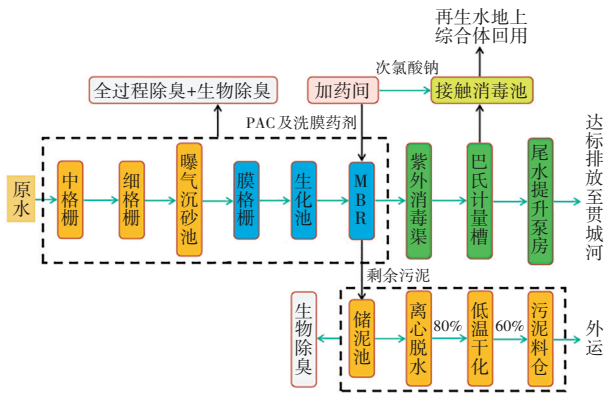 再生水地上
综合体回用
次氯酸钠
全过程除臭+生物除臭
加药间
接触消毒池
PAC及洗膜药剂
原水
中格栅
细格栅
曝气沉砂池
膜格栅
生化池
MBR
紫外消毒渠
巴氏计量槽
尾水提升泵房
达标排放至贯城河
剩余污泥
生物除臭
储泥池
离心脱水
80%
低温干化
60%
污泥料仓
外运